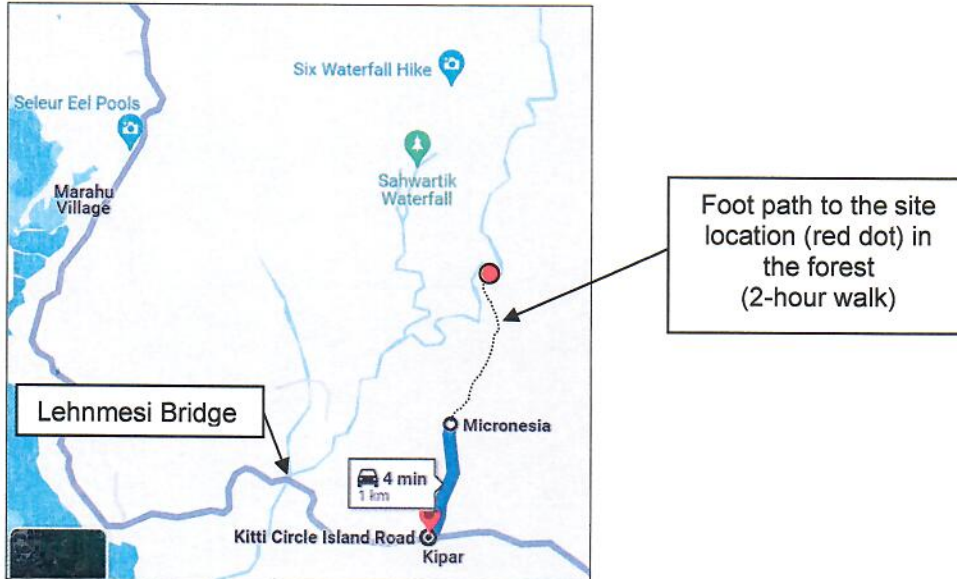 Six Waterfall Hike
Seleur Eel Pools
Sahwartik
Waterfall
Marahu
Village
Foot path to the site
location (red dot) in
the forest
(2-hour walk)
Lehnmesi Bridge
Micronesia
4 min
1 km
Kitti Circle Island Road
Kipar